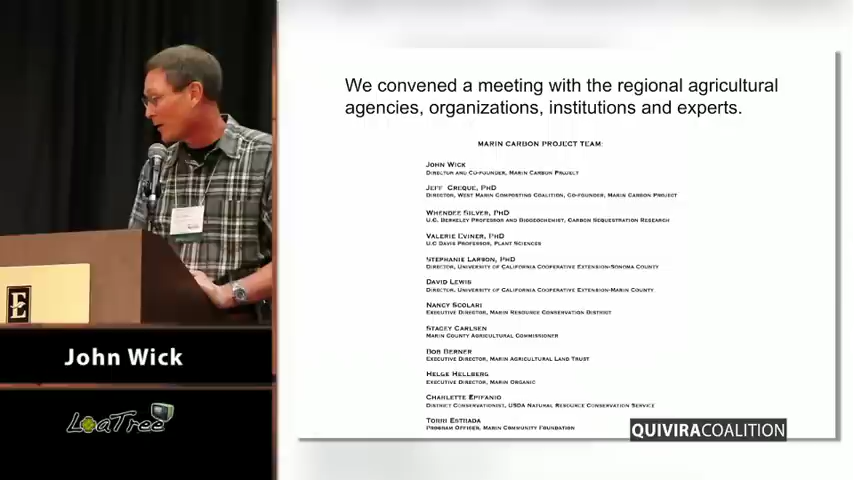 We convened a meeting with the regional agricultural
agencies, organizations, institutions and experts.
MARIN CARBON PROJECT TEAM:
JOHN WICK
DIRECTOR AND CO-FOUNDER, MARIN CARBON PROJECT
JEFF CREQUE, PHD
DIRECTOR, WEST MARIN COMPOSTING COALITION, CO-FOUNDER, MARIN CARBON PROJECT
WHENDEE SILVER, PHD
U.C. BERKELEY PROFESSOR AND BIOGEOCHEMIST, CARBON SEQUESTRATION RESEARCH
VALERIE EVINER, PHD
U.C DAVIS PROFESSOR, PLANT SCIENCES
STEPHANIE LARSON, PHD
DIRECTOR, UNIVERSITY OF CALIFORNIA COOPERATIVE EXTENSION-SONOMA COUNTY
DAVID LEWIS
DIRECTOR, UNIVERSITY OF CALIFORNIA COOPERATIVE EXTENSION-MARIN COUNTY
NANCY SCOLARI
EXECUTIVE DIRECTOR, MARIN RESOURCE CONSERVATION DISTRICT
STACEY CARLSEN
MARIN COUNTY AGRICULTURAL COMMISSIONER
BOB BERNER
EXECUTIVE DIRECTOR, MARIN AGRICULTURAL LAND TRUST
HELGE HELLBERG
EXECUTIVE DIRECTOR, MARIN ORGANIC
CHARLETTE EPIFANIO
DISTRICT CONSERVATIONIST, USDA NATURAL RESOURCE CONSERVATION SERVICE
TORRI ESTRADA
PROGRAM OFFICER, MARIN COMMUNITY FOUNDATION
QUIVIRACOALITION
E
John Wick
LoaTree